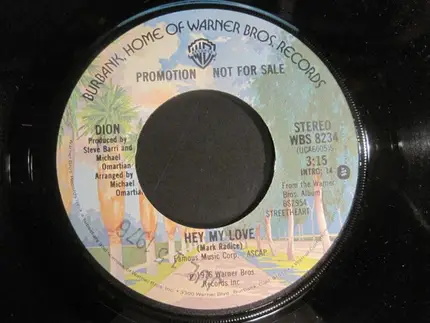 BURBANK, HOME OF WARNER BROS. RECORDS
PROMOTION NOT FOR SALE
DION
Produced by
Steve Barri and
Michael
Omartian
Arranged by
Michael
Omartian
STEREO
WBS 8234
3:15
INTRO: 14
From the Warner
Bros. Album
BS2954
STREETHEART
HEY MY LOVE
(Mark Radice)
Famous Music Corp. ASCAP
℗1976 Warner Bros.
Records Inc.